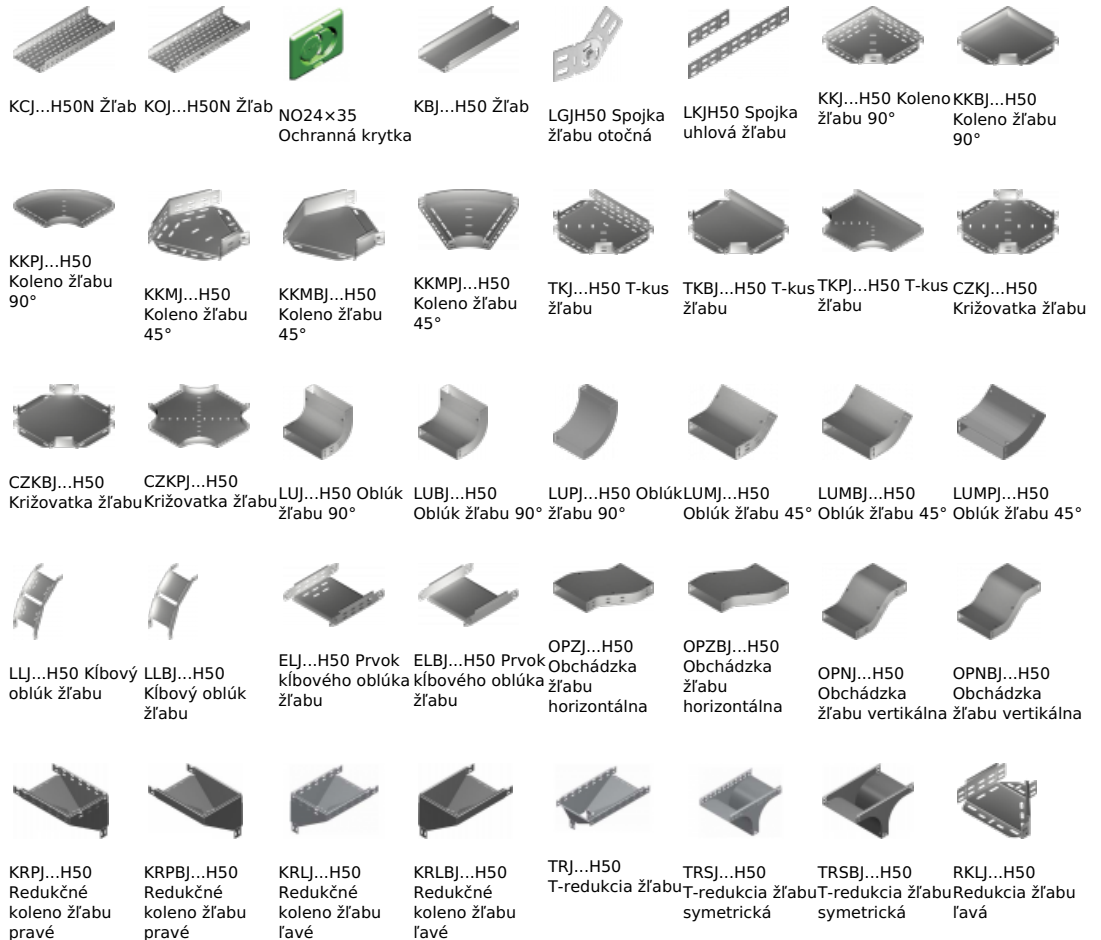 KCJ...H50N Žľab
KOJ...H50N Žľab
NO24×35
Ochranná krytka
KBJ...H50 Žľab
LGJH50 Spojka
žľabu otočná
LKJH50 Spojka
uhlová žľabu
KKJ...H50 Koleno
žľabu 90°
KKBJ...H50
Koleno žľabu
90°
KKPJ...H50
Koleno žľabu
90°
KKMJ...H50
Koleno žľabu
45°
KKMBJ...H50
Koleno žľabu
45°
KKMPJ...H50
Koleno žľabu
45°
TKJ...H50 T-kus
žľabu
TKBJ...H50 T-kus
žľabu
TKPJ...H50 T-kus
žľabu
CZKJ...H50
Križovatka žľabu
CZKBJ...H50
Križovatka žľabu
CZKPJ...H50
Križovatka žľabu
LUJ...H50 Oblúk
žľabu 90°
LUBJ...H50
Oblúk žľabu 90°
LUPJ...H50 Oblúk
žľabu 90°
LUMJ...H50
Oblúk žľabu 45°
LUMBJ...H50
Oblúk žľabu 45°
LUMPJ...H50
Oblúk žľabu 45°
LLJ...H50 Kĺbový
oblúk žľabu
LLBJ...H50
Kĺbový oblúk
žľabu
ELJ...H50 Prvok
kĺbového oblúka
žľabu
ELBJ...H50 Prvok
kĺbového oblúka
žľabu
OPZJ...H50
Obchádzka
žľabu
horizontálna
OPZBJ...H50
Obchádzka
žľabu
horizontálna
OPNJ...H50
Obchádzka
žľabu vertikálna
OPNBJ...H50
Obchádzka
žľabu vertikálna
KRPJ...H50
Redukčné
koleno žľabu
pravé
KRPBJ...H50
Redukčné
koleno žľabu
pravé
KRLJ...H50
Redukčné
koleno žľabu
ľavé
KRLBJ...H50
Redukčné
koleno žľabu
ľavé
TRJ...H50
T-redukcia žľabu
TRSJ...H50
T-redukcia žľabu
symetrická
TRSBJ...H50
T-redukcia žľabu
symetrická
RKLJ...H50
Redukcia žľabu
ľavá